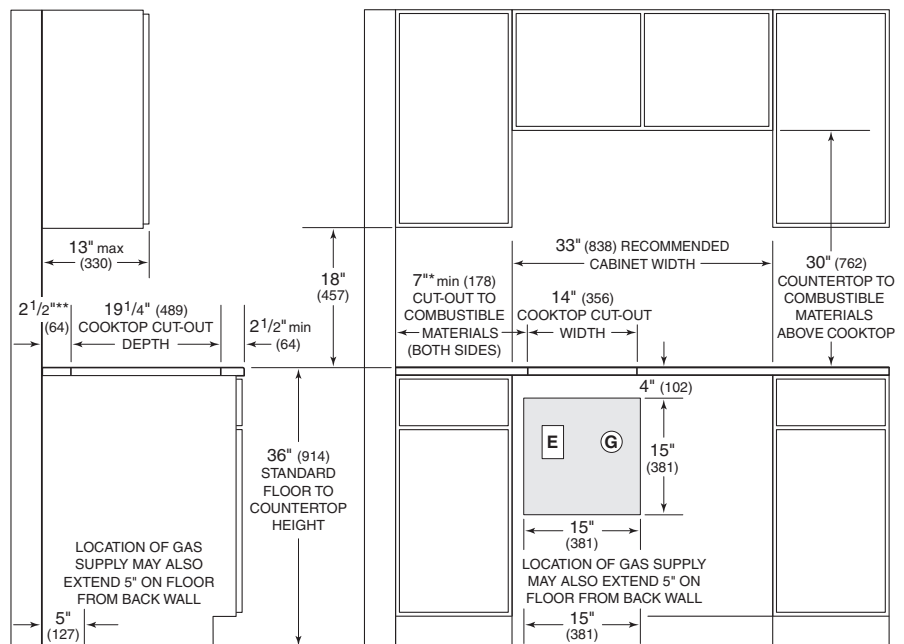 13" max
(330)
2 1/2"**
(64)
19 1/4" (489)
COOKTOP CUT-OUT
DEPTH
2 1/2" min
(64)
18"
(457)
36" (914)
STANDARD
FLOOR TO
COUNTERTOP
HEIGHT
LOCATION OF GAS
SUPPLY MAY ALSO
EXTEND 5" ON FLOOR
FROM BACK WALL
5"
(127)
33" (838) RECOMMENDED
CABINET WIDTH
7"* min (178)
CUT-OUT TO
COMBUSTIBLE
MATERIALS
(BOTH SIDES)
14" (356)
COOKTOP CUT-OUT
WIDTH
30" (762)
COUNTERTOP TO
COMBUSTIBLE
MATERIALS
ABOVE COOKTOP
4" (102)
E
G
15"
(381)
15"
(381)
LOCATION OF GAS SUPPLY
MAY ALSO EXTEND 5" ON
FLOOR FROM BACK WALL
15"
(381)